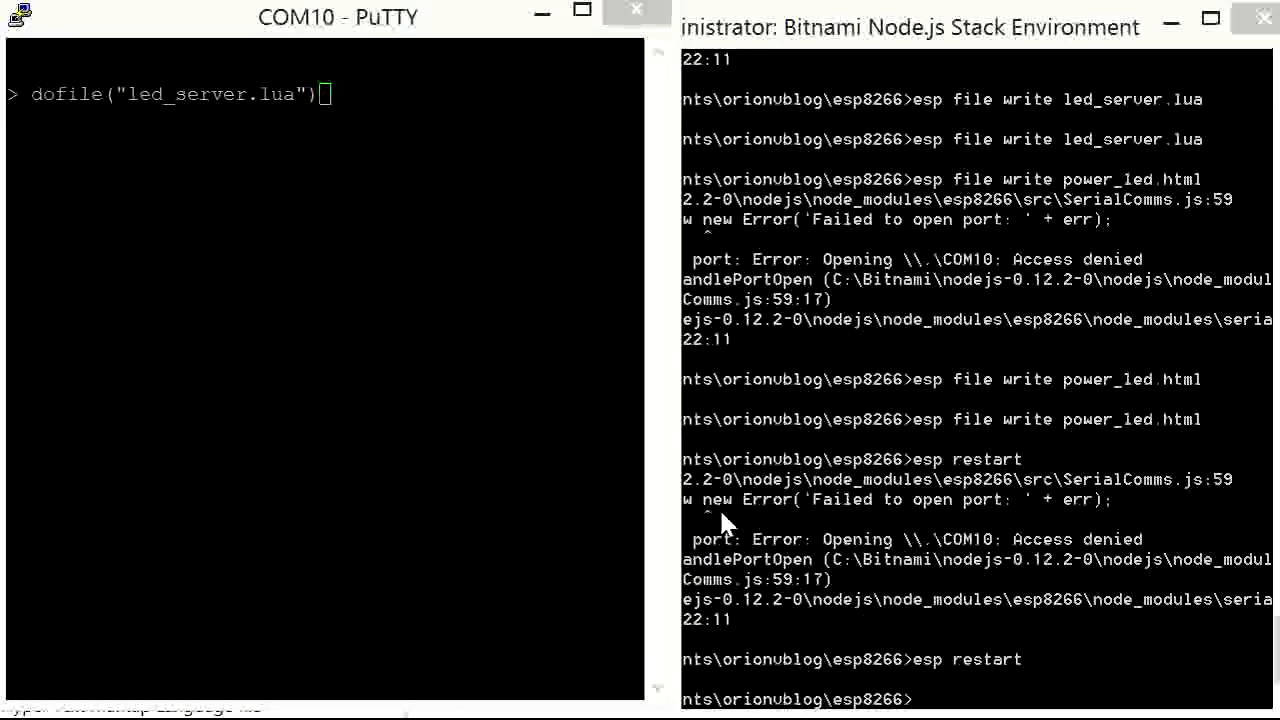 COM10 - PuTTY
> dofile("led_server.lua")
inistrator: Bitnami Node.js Stack Environment
22:11
nts\orionvblog\esp8266>esp file write led_server.lua
nts\orionvblog\esp8266>esp file write led_server.lua
nts\orionvblog\esp8266>esp file write power_led.html
2.2-0\nodejs\node_modules\esp8266\src\SerialComms.js:59
w new Error('Failed to open port: ' + err);
^
port: Error: Opening \\.\COM10: Access denied
andlePortOpen (C:\Bitnami\nodejs-0.12.2-0\nodejs\node_modul
Comms.js:59:17)
ejs-0.12.2-0\nodejs\node_modules\esp8266\node_modules\seria
22:11
nts\orionvblog\esp8266>esp file write power_led.html
nts\orionvblog\esp8266>esp file write power_led.html
nts\orionvblog\esp8266>esp restart
2.2-0\nodejs\node_modules\esp8266\src\SerialComms.js:59
w new Error('Failed to open port: ' + err);
^
port: Error: Opening \\.\COM10: Access denied
andlePortOpen (C:\Bitnami\nodejs-0.12.2-0\nodejs\node_modul
Comms.js:59:17)
ejs-0.12.2-0\nodejs\node_modules\esp8266\node_modules\seria
22:11
nts\orionvblog\esp8266>esp restart
nts\orionvblog\esp8266>